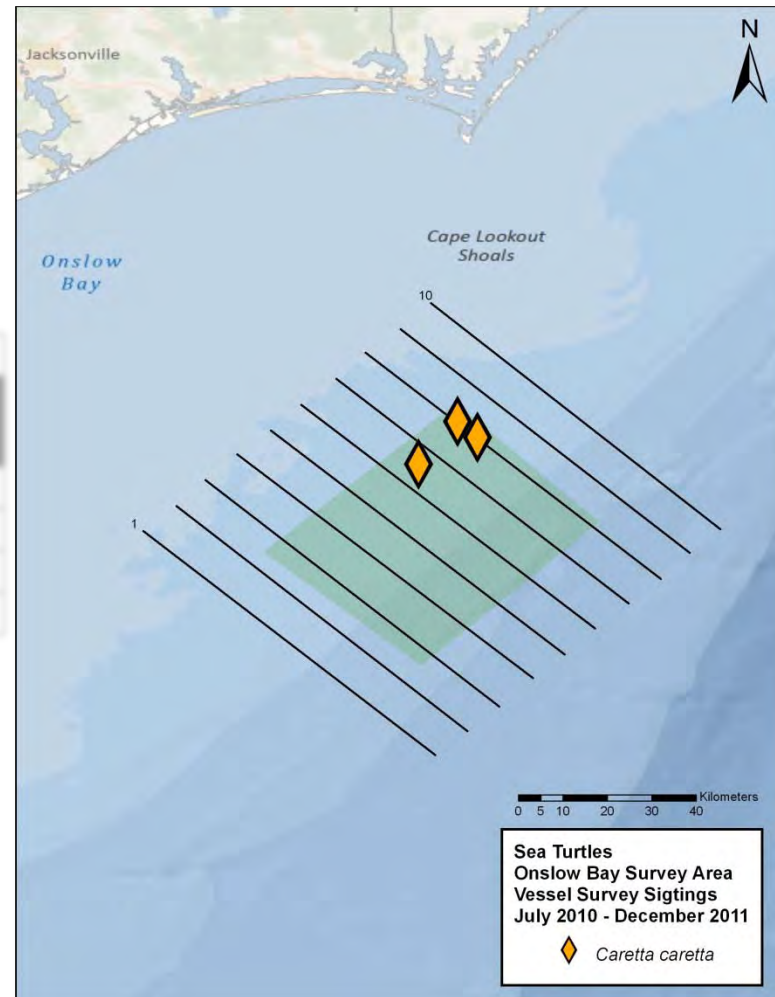 Jacksonville
N
Onslow
Bay
Cape Lookout
Shoals
10
1
Kilometers
0 5 10 20 30 40
Sea Turtles
Onslow Bay Survey Area
Vessel Survey Sigtings
July 2010 - December 2011
Caretta caretta